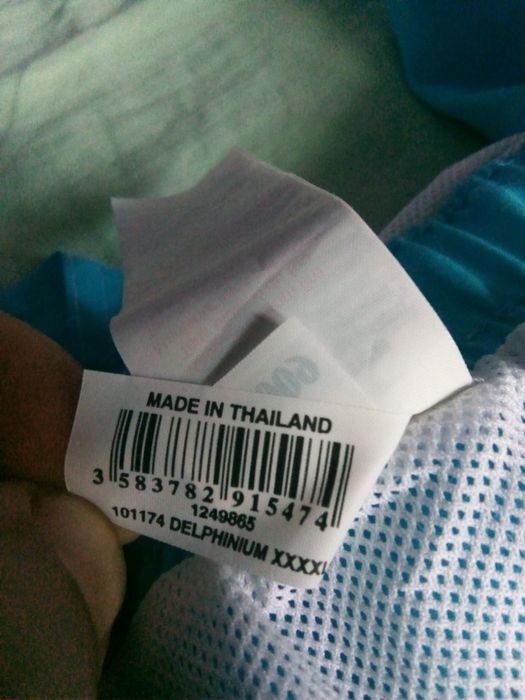 MADE IN THAILAND
3 583782 915474
1249865
101174 DELPHINIUM XXXXL